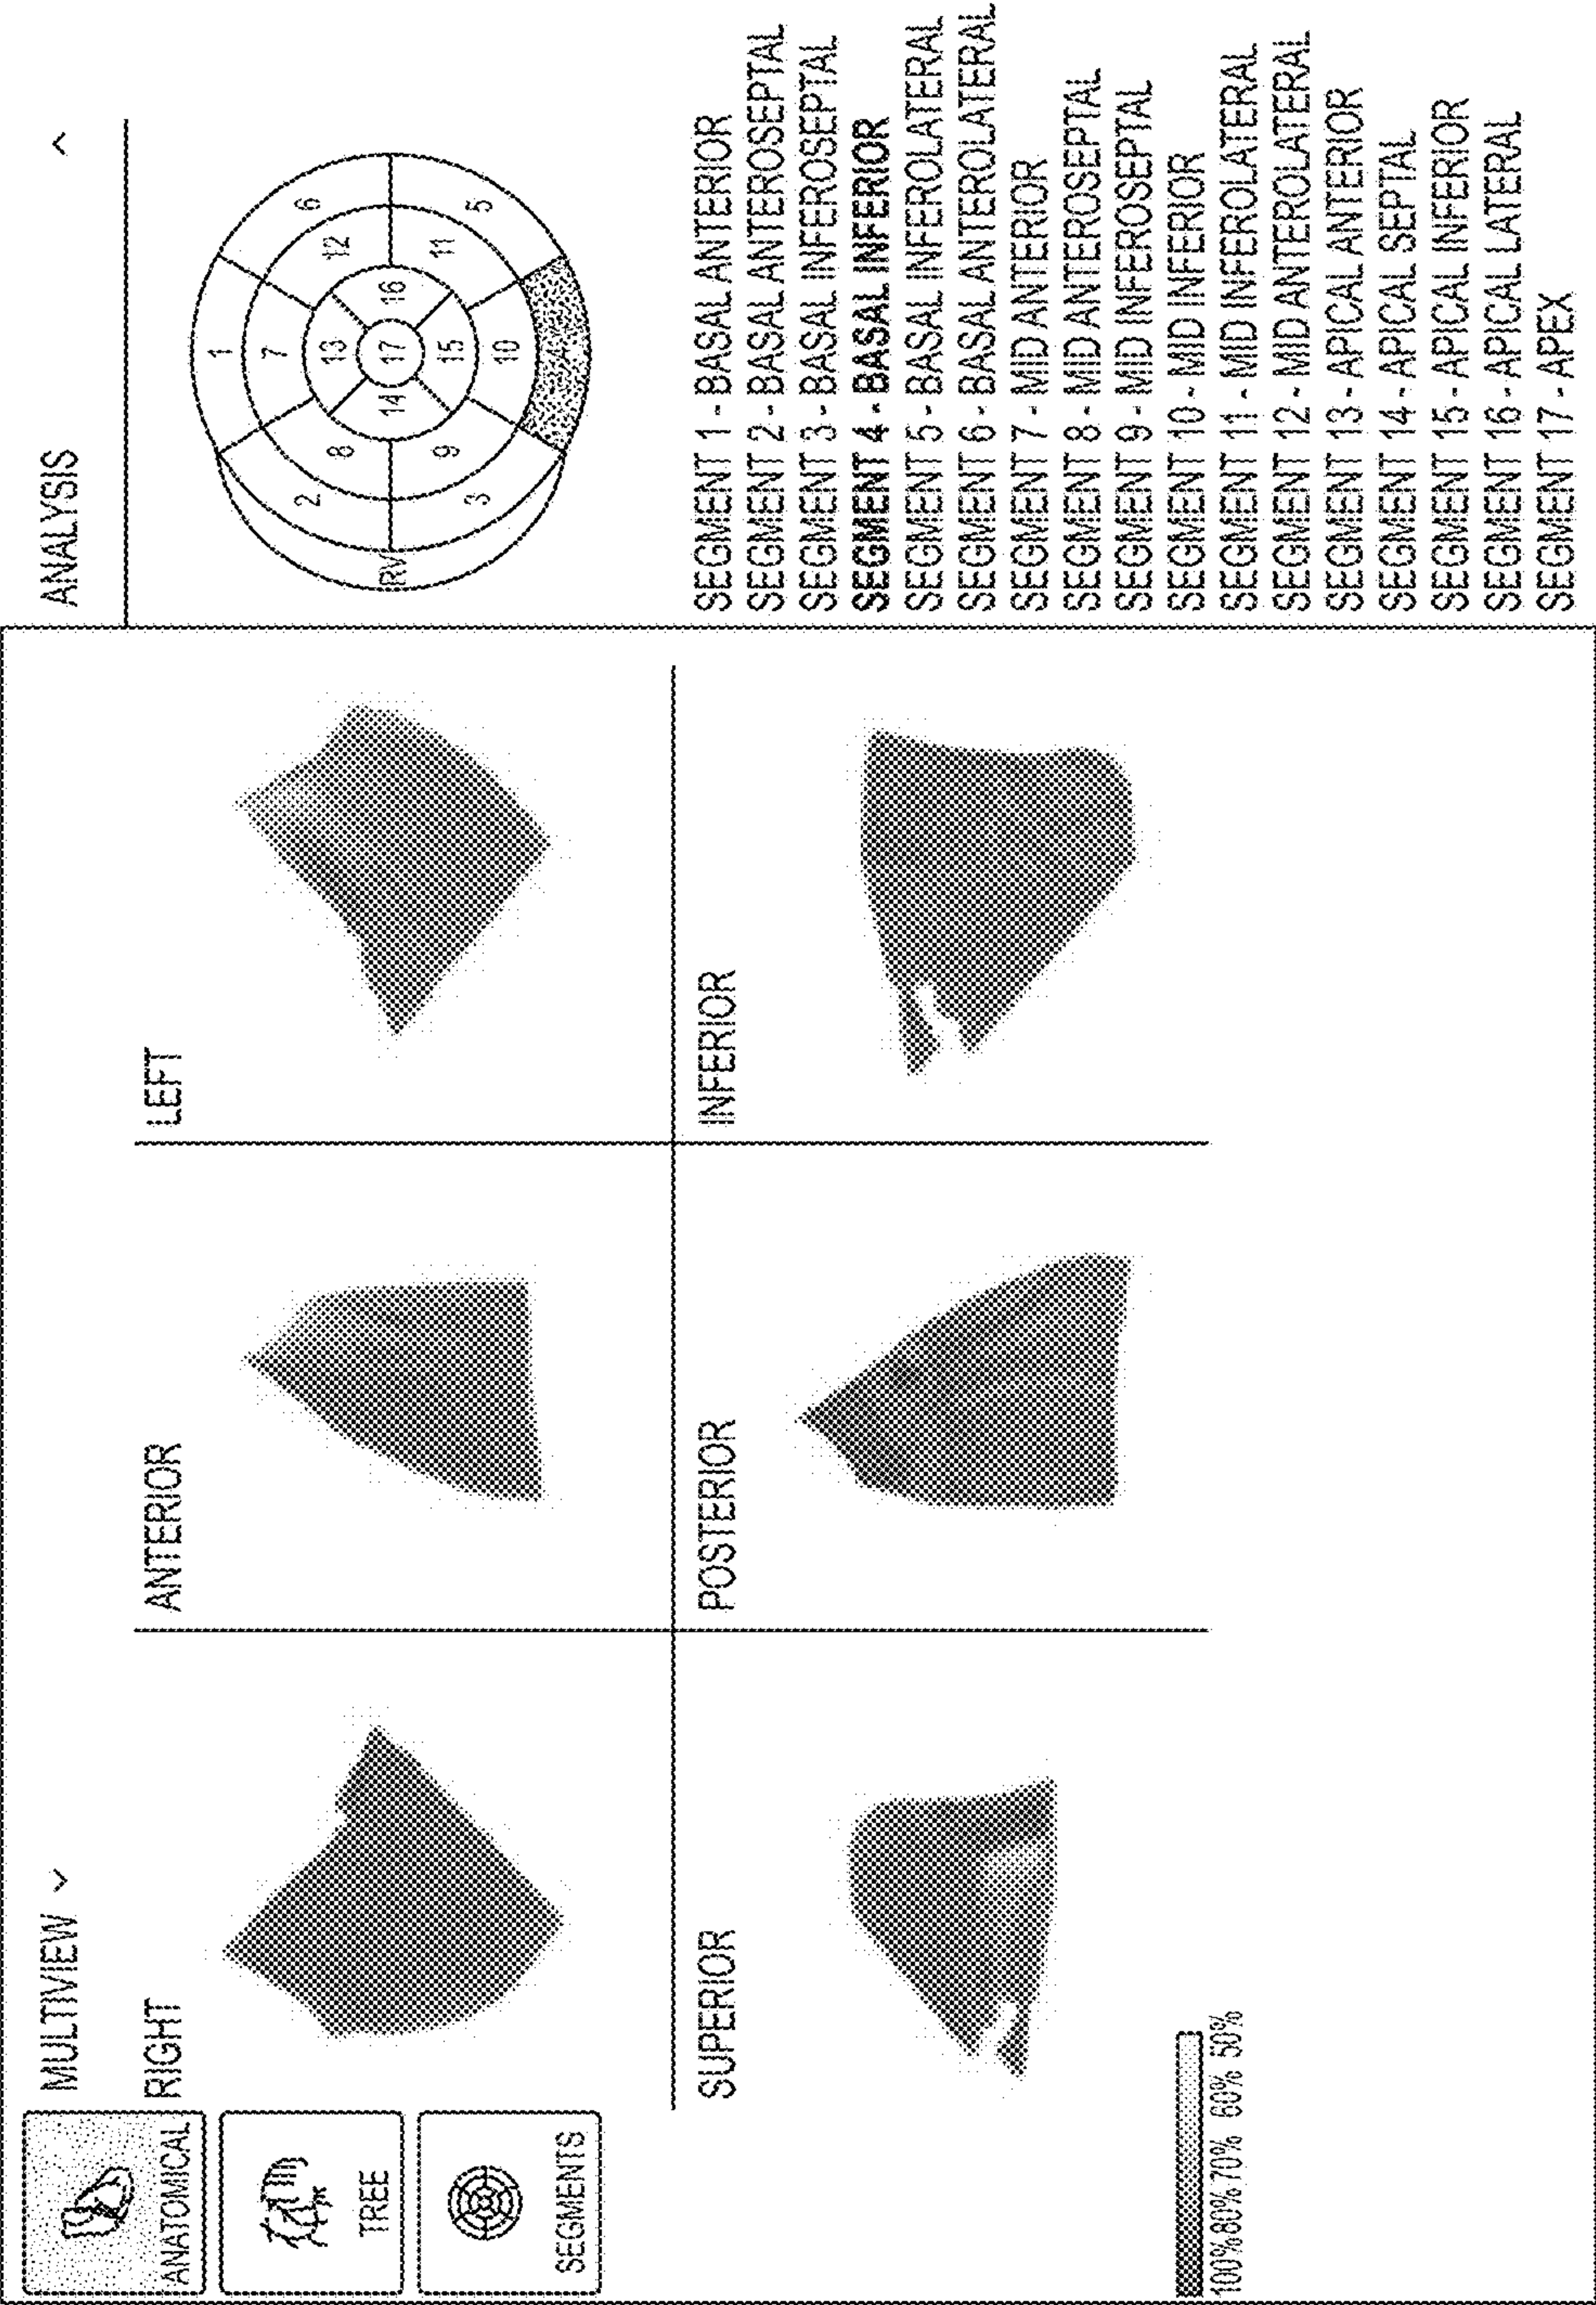 MULTIVIEW ˅
ANATOMICAL
TREE
SEGMENTS
RIGHT
ANTERIOR
LEFT
SUPERIOR
POSTERIOR
INFERIOR
100% 80% 70% 60% 50%
ANALYSIS ^
1
6
2
7
12
8
13
RV
14
17
16
9
15
11
3
10
5
4
SEGMENT 1 - BASAL ANTERIOR
SEGMENT 2 - BASAL ANTEROSEPTAL
SEGMENT 3 - BASAL INFEROSEPTAL
SEGMENT 4 - BASAL INFERIOR
SEGMENT 5 - BASAL INFEROLATERAL
SEGMENT 6 - BASAL ANTEROLATERAL
SEGMENT 7 - MID ANTERIOR
SEGMENT 8 - MID ANTEROSEPTAL
SEGMENT 9 - MID INFEROSEPTAL
SEGMENT 10 - MID INFERIOR
SEGMENT 11 - MID INFEROLATERAL
SEGMENT 12 - MID ANTEROLATERAL
SEGMENT 13 - APICAL ANTERIOR
SEGMENT 14 - APICAL SEPTAL
SEGMENT 15 - APICAL INFERIOR
SEGMENT 16 - APICAL LATERAL
SEGMENT 17 - APEX